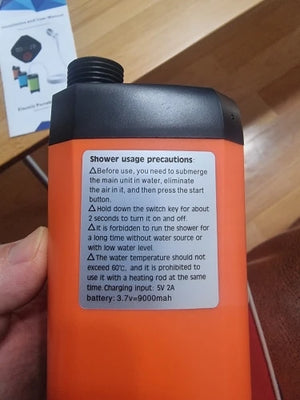 Installation and User Manual
Shower usage precautions:
⚠Before use, you need to submerge
the main unit in water, eliminate
the air in it, and then press the start
button.
⚠Hold down the switch key for about
2 seconds to turn it on and off.
⚠It is forbidden to run the shower for
a long time without water source or
with low water level.
⚠The water temperature should not
exceed 60℃, and it is prohibited to
use it with a heating rod at the same
time Charging input: 5V 2A
battery: 3.7v=9000mah